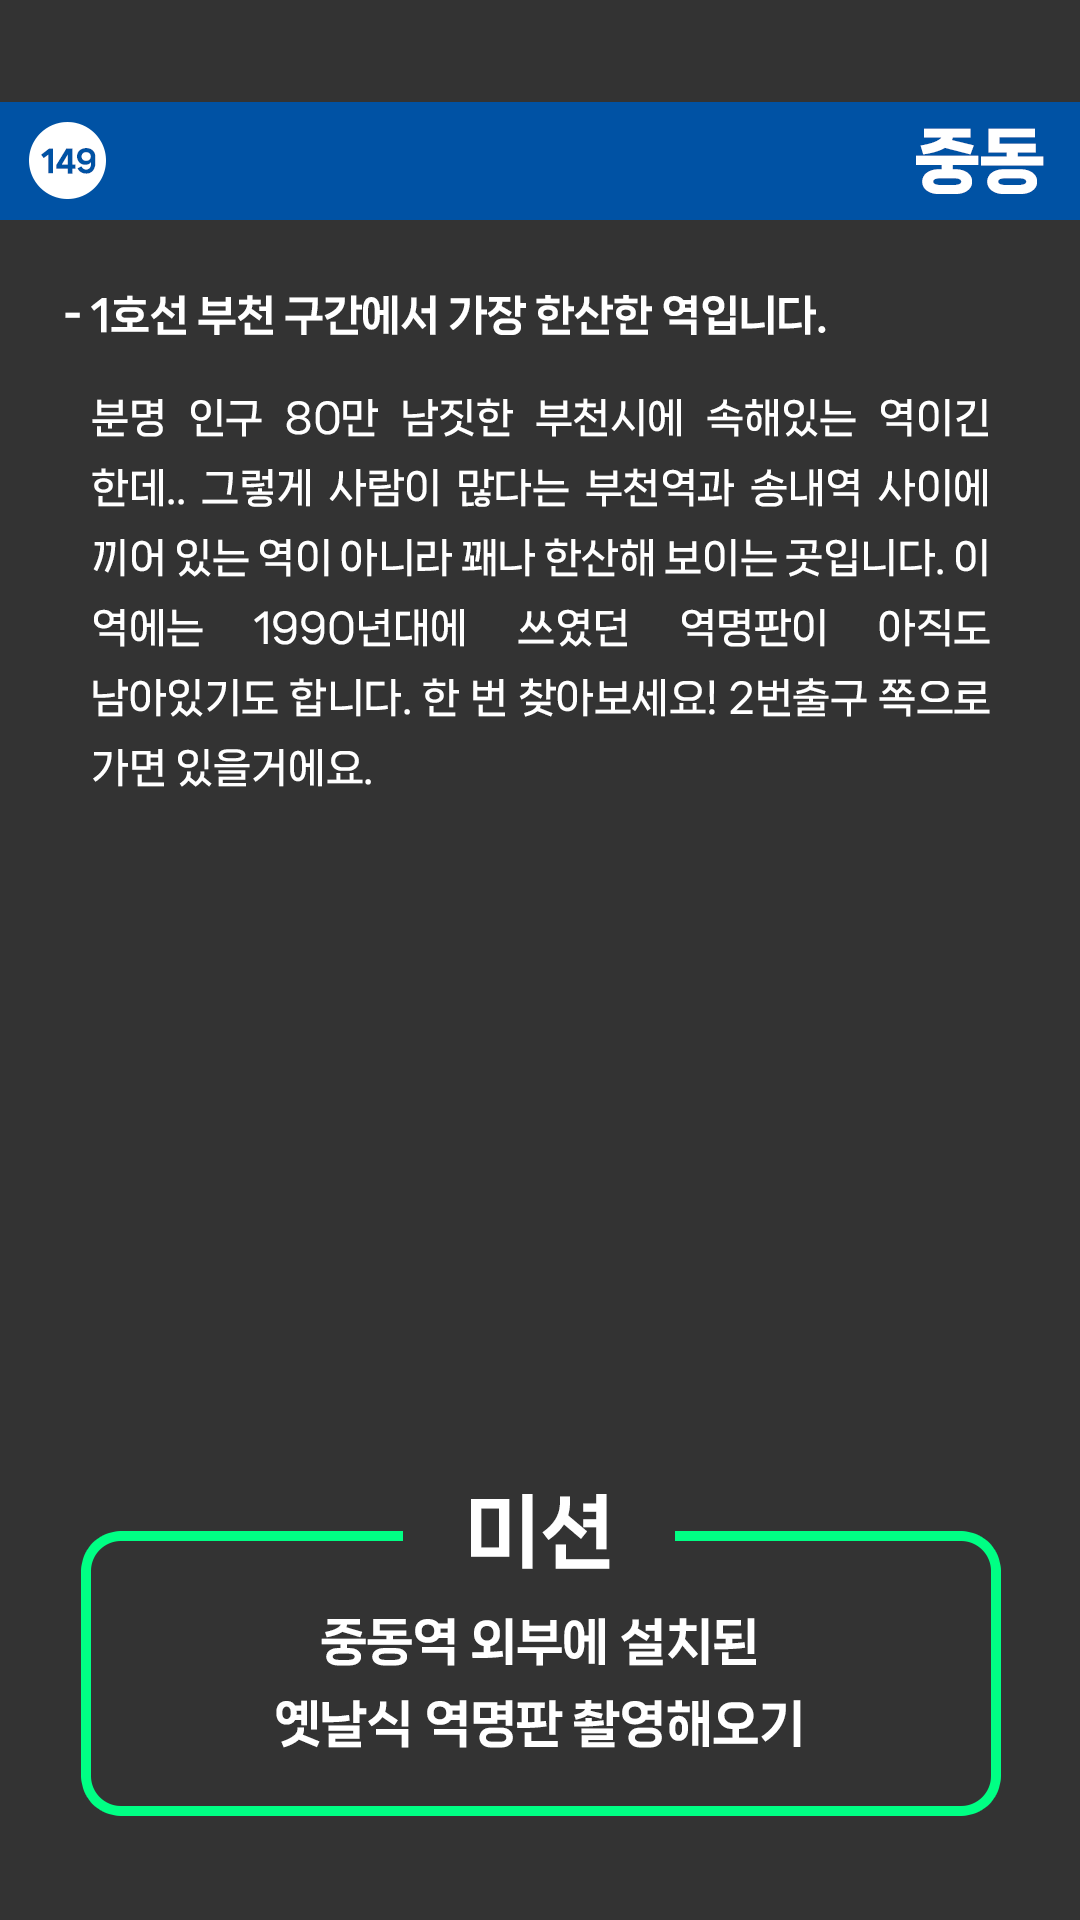 149
중동
- 1호선 부천 구간에서 가장 한산한 역입니다.
분명 인구 80만 남짓한 부천시에 속해있는 역이긴
한데.. 그렇게 사람이 많다는 부천역과 송내역 사이에
끼어 있는 역이 아니라 꽤나 한산해 보이는 곳입니다. 이
역에는 1990년대에 쓰였던 역명판이 아직도
남아있기도 합니다. 한 번 찾아보세요! 2번출구 쪽으로
가면 있을거에요.
미션
중동역 외부에 설치된
옛날식 역명판 촬영해오기